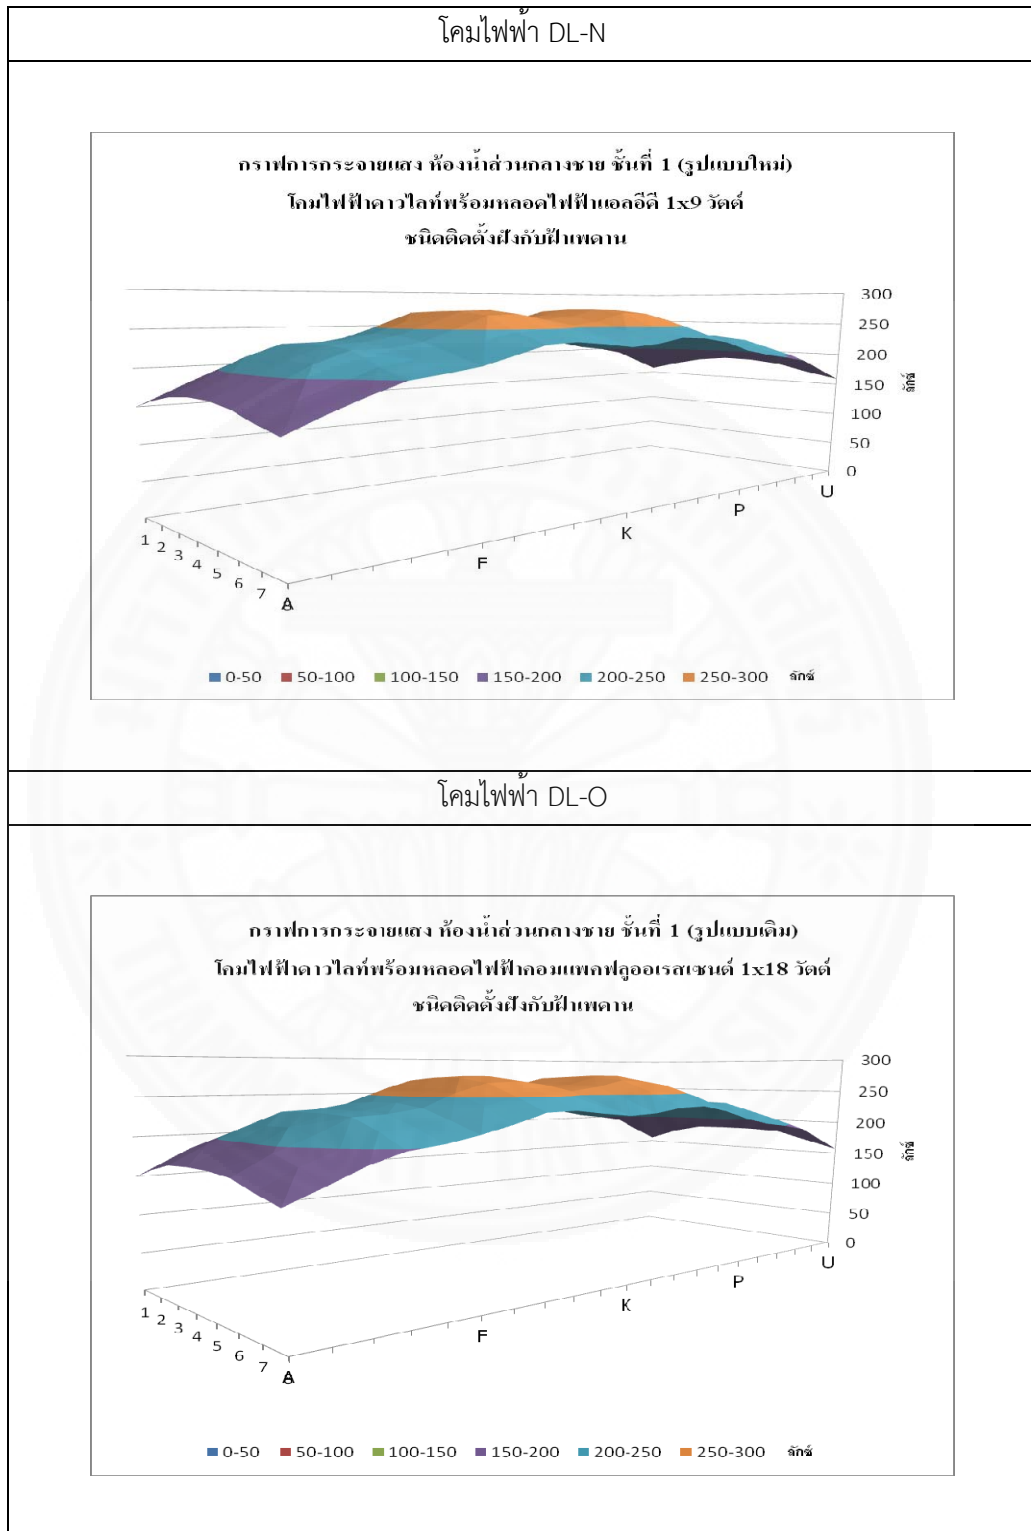 โคมไฟฟ้า DL-N
กราฟการกระจายแสง ห้องน้ำส่วนกลางชาย ชั้นที่ 1 (รูปแบบใหม่)
โคมไฟฟ้าดาวไลท์พร้อมหลอดไฟฟ้าแอลอีดี 1x9 วัตต์
ชนิดติดตั้งฝังกับฝ้าเพดาน
300
250
200
150
100
50
0
ลักซ์
1 2 3 4 5 6 7 8
A F K P U
0-50 50-100 100-150 150-200 200-250 250-300 ลักซ์
โคมไฟฟ้า DL-O
กราฟการกระจายแสง ห้องน้ำส่วนกลางชาย ชั้นที่ 1 (รูปแบบเดิม)
โคมไฟฟ้าดาวไลท์พร้อมหลอดไฟฟ้าคอมแพคฟลูออเรสเซนต์ 1x18 วัตต์
ชนิดติดตั้งฝังกับฝ้าเพดาน
300
250
200
150
100
50
0
ลักซ์
1 2 3 4 5 6 7 8
A F K P U
0-50 50-100 100-150 150-200 200-250 250-300 ลักซ์